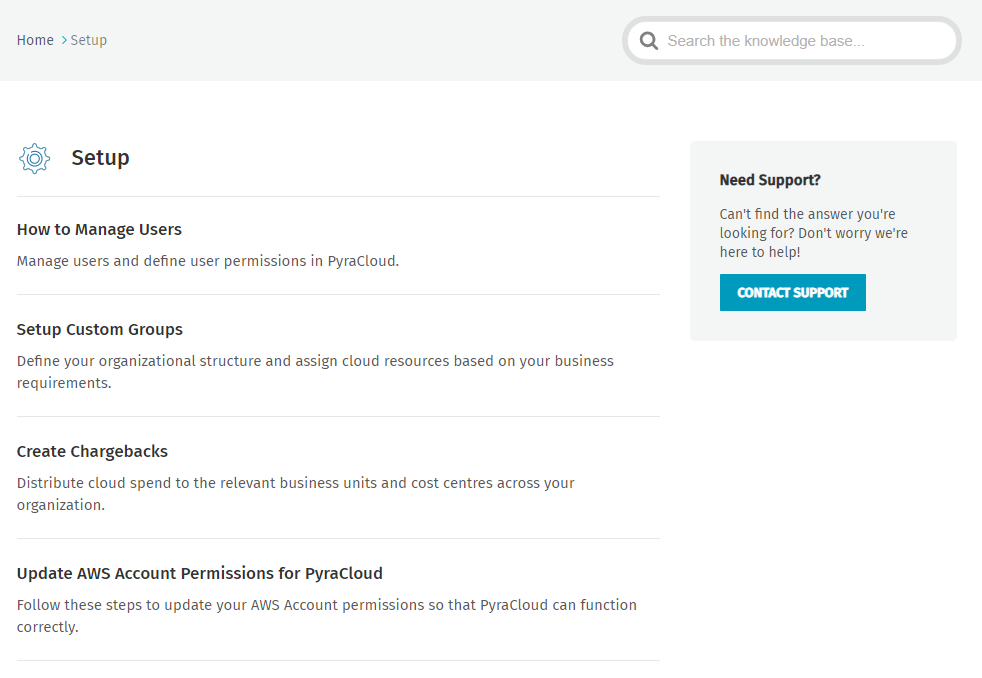 Home > Setup
Search the knowledge base...
Setup
How to Manage Users
Manage users and define user permissions in PyraCloud.
Setup Custom Groups
Define your organizational structure and assign cloud resources based on your business
requirements.
Create Chargebacks
Distribute cloud spend to the relevant business units and cost centres across your
organization.
Update AWS Account Permissions for PyraCloud
Follow these steps to update your AWS Account permissions so that PyraCloud can function
correctly.
Need Support?
Can't find the answer you're
looking for? Don't worry we're
here to help!
CONTACT SUPPORT